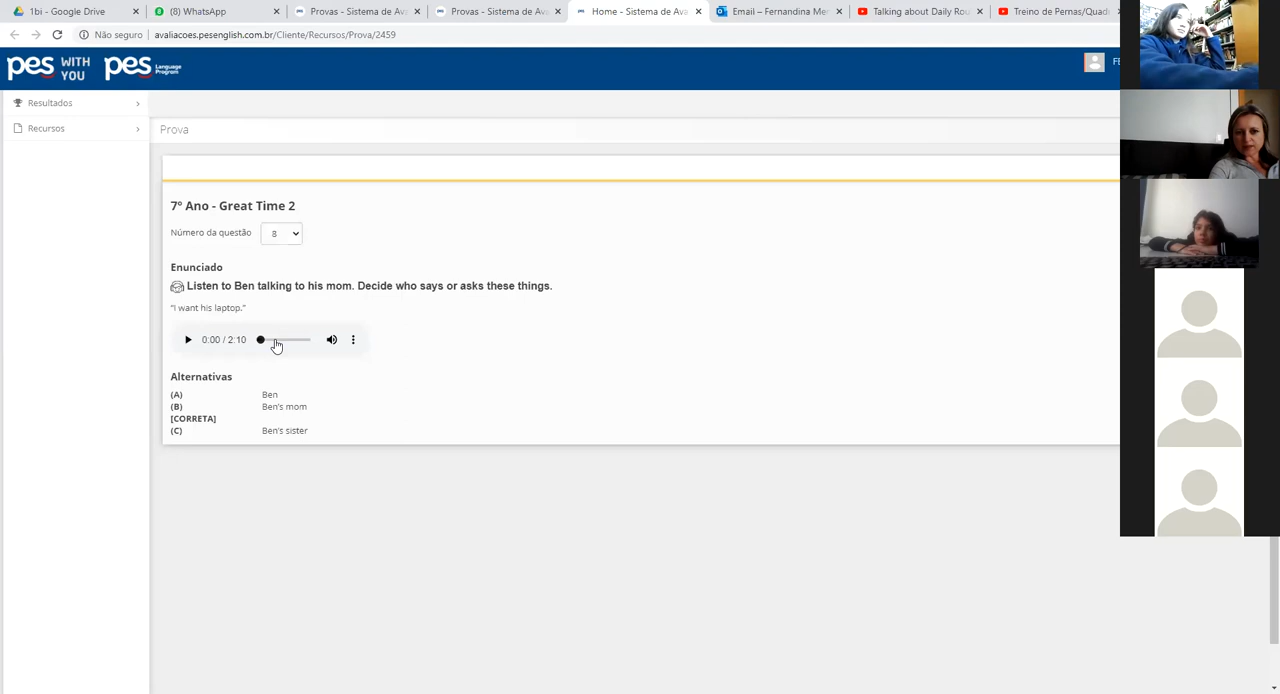 1bi - Google Drive
(8) WhatsApp
Provas - Sistema de Ava
Provas - Sistema de Ava
Home - Sistema de Ava
Email – Fernandina Me
Talking about Daily Rou
Treino de Pernas/Quad
Não seguro
avaliacoes.pesenglish.com.br/Cliente/Recursos/Prova/2459
pes WITH YOU
pes Language Program
Resultados
Recursos
Prova
7º Ano - Great Time 2
Número da questão 8
Enunciado
Listen to Ben talking to his mom. Decide who says or asks these things.
“I want his laptop.”
0:00 / 2:10
Alternativas
(A) Ben
(B) Ben’s mom
[CORRETA]
(C) Ben’s sister